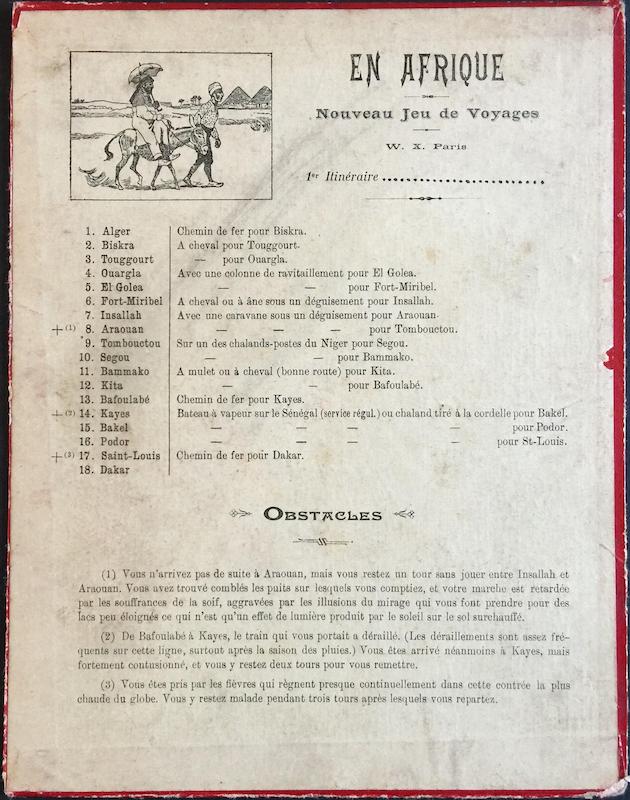 EN AFRIQUE
Nouveau Jeu de Voyages
W. X. Paris
1er Itinéraire ..........................
1. Alger Chemin de fer pour Biskra.
2. Biskra A cheval pour Touggourt.
3. Touggourt — pour Ouargla.
4. Ouargla Avec une colonne de ravitaillement pour El Golea.
5. El Golea — — pour Fort-Miribel.
6. Fort-Miribel A cheval ou à âne sous un déguisement pour Insallah.
7. Insallah Avec une caravane sous un déguisement pour Araouan.
+(1) 8. Araouan — — — pour Tombouctou.
9. Tombouctou Sur un des chalands-postes du Niger pour Segou.
10. Segou — — pour Bammako.
11. Bammako A mulet ou à cheval (bonne route) pour Kita.
12. Kita — — pour Bafoulabé.
13. Bafoulabé Chemin de fer pour Kayes.
+(2) 14. Kayes Bateau à vapeur sur le Sénégal (service régul.) ou chaland tiré à la cordelle pour Bakel.
15. Bakel — — — — pour Podor.
16. Podor — — — — pour St-Louis.
+(3) 17. Saint-Louis Chemin de fer pour Dakar.
18. Dakar
OBSTACLES
(1) Vous n'arrivez pas de suite à Araouan, mais vous restez un tour sans jouer entre Insallah et
Araouan. Vous avez trouvé comblés les puits sur lesquels vous comptiez, et votre marche est retardée
par les souffrances de la soif, aggravées par les illusions du mirage qui vous font prendre pour des
lacs peu éloignés ce qui n'est qu'un effet de lumière produit par le soleil sur le sol surchauffé.
(2) De Bafoulabé à Kayes, le train qui vous portait a déraillé. (Les déraillements sont assez fré-
quents sur cette ligne, surtout après la saison des pluies.) Vous êtes arrivé néanmoins à Kayes, mais
fortement contusionné, et vous y restez deux tours pour vous remettre.
(3) Vous êtes pris par les fièvres qui règnent presque continuellement dans cette contrée la plus
chaude du globe. Vous y restez malade pendant trois tours après lesquels vous repartez.